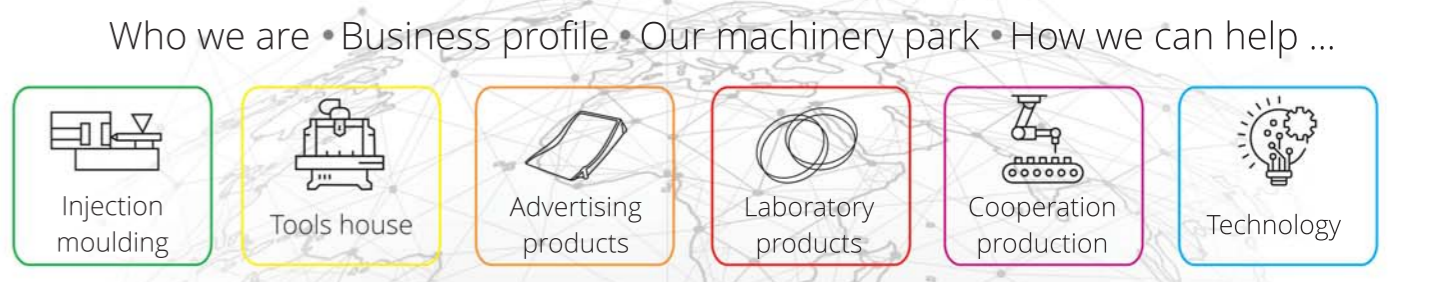 Who we are • Business profile • Our machinery park • How we can help ...
Injection
moulding
Tools house
Advertising
products
Laboratory
products
Cooperation
production
Technology